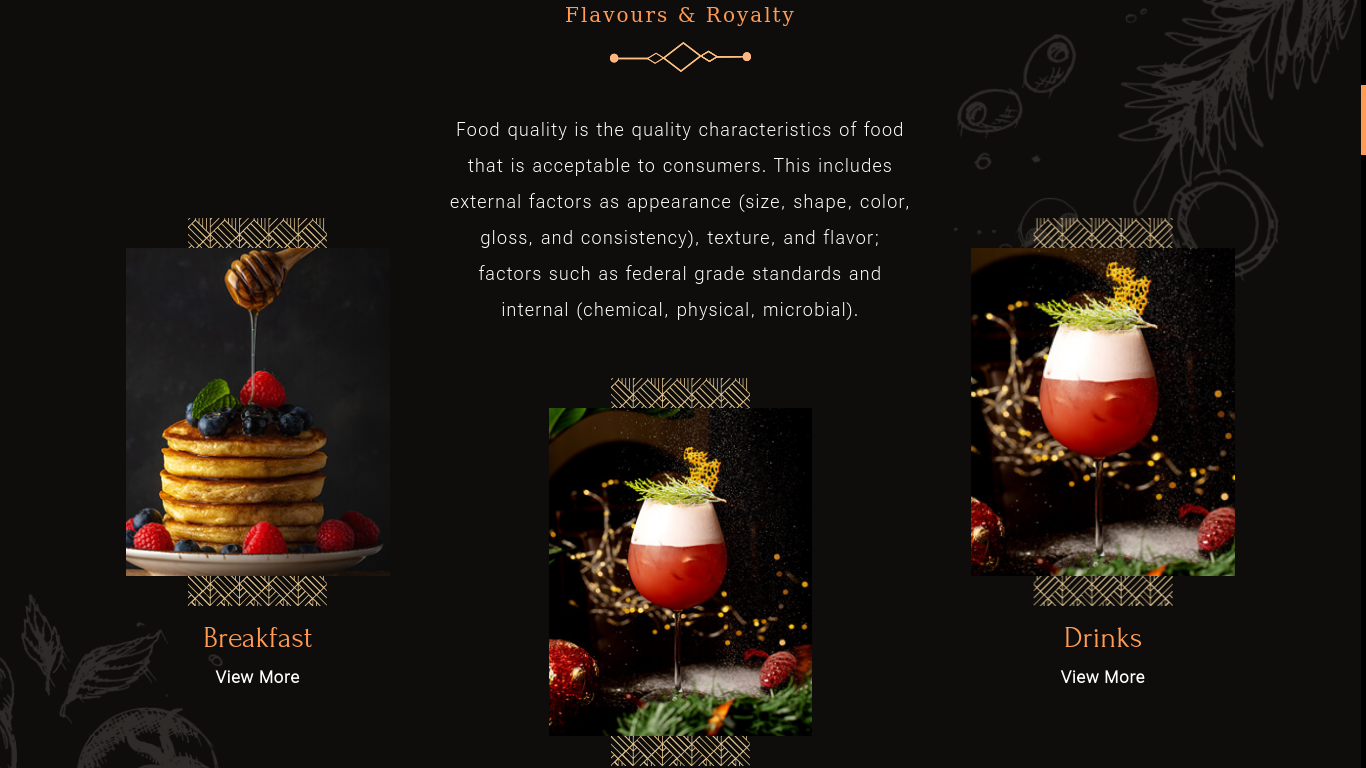 Flavours & Royalty
Food quality is the quality characteristics of food
that is acceptable to consumers. This includes
external factors as appearance (size, shape, color,
gloss, and consistency), texture, and flavor;
factors such as federal grade standards and
internal (chemical, physical, microbial).
Breakfast
View More
Drinks
View More